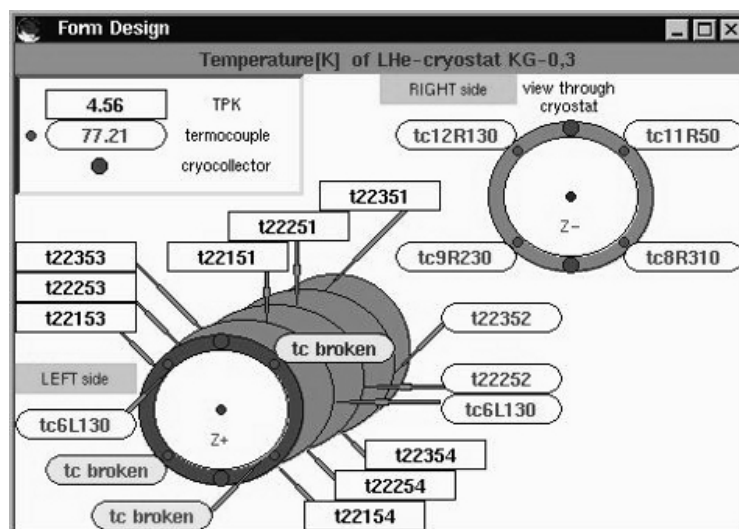 Form Design
Temperature[K] of LHe-cryostat KG-0,3
4.56 TPK
77.21 termocouple
cryocollector
RIGHT side
view through
cryostat
tc12R130
tc11R50
Z-
tc9R230
tc8R310
t22351
t22251
t22151
t22353
t22253
t22153
t22352
tc broken
LEFT side
t22252
tc6L130
tc6L130
Z+
t22354
tc broken
t22254
tc broken
t22154